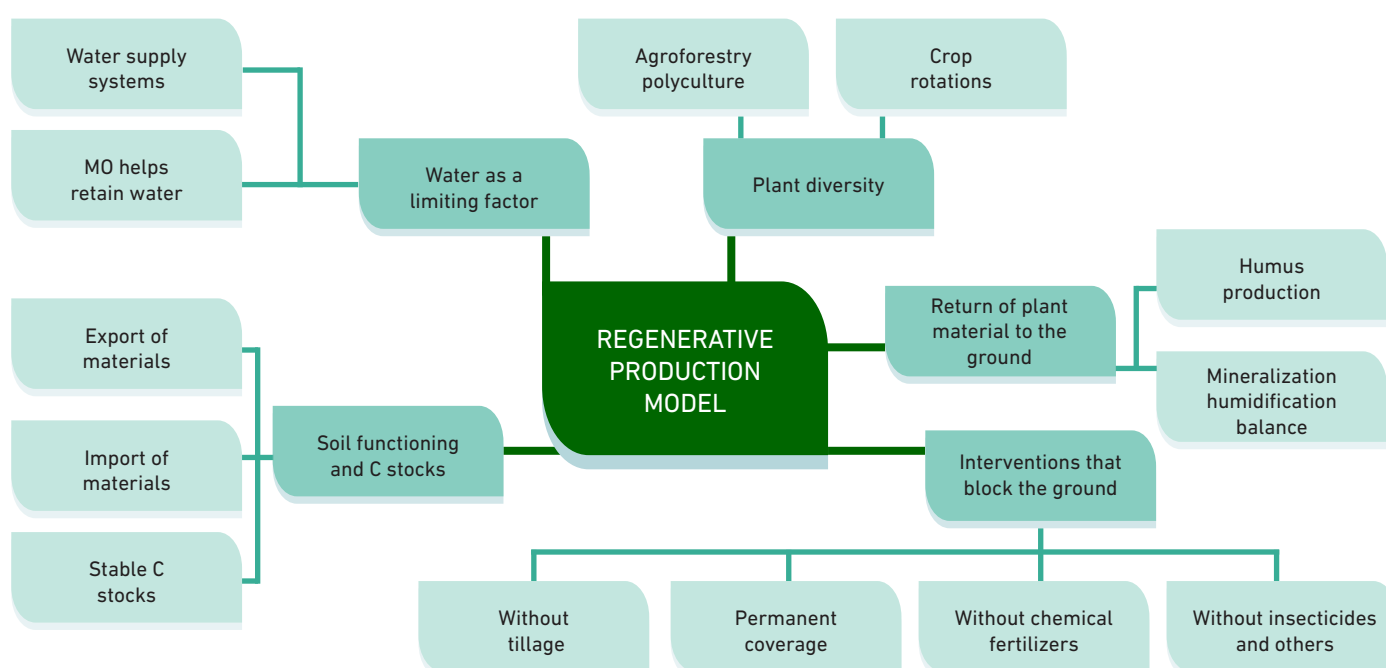 Water supply
systems
MO helps
retain water
Water as a
limiting factor
Agroforestry
polyculture
Crop
rotations
Plant diversity
REGENERATIVE
PRODUCTION
MODEL
Return of plant
material to the
ground
Humus
production
Mineralization
humidification
balance
Export of
materials
Import of
materials
Stable C
stocks
Soil functioning
and C stocks
Interventions that
block the ground
Without
tillage
Permanent
coverage
Without chemical
fertilizers
Without insecticides
and others